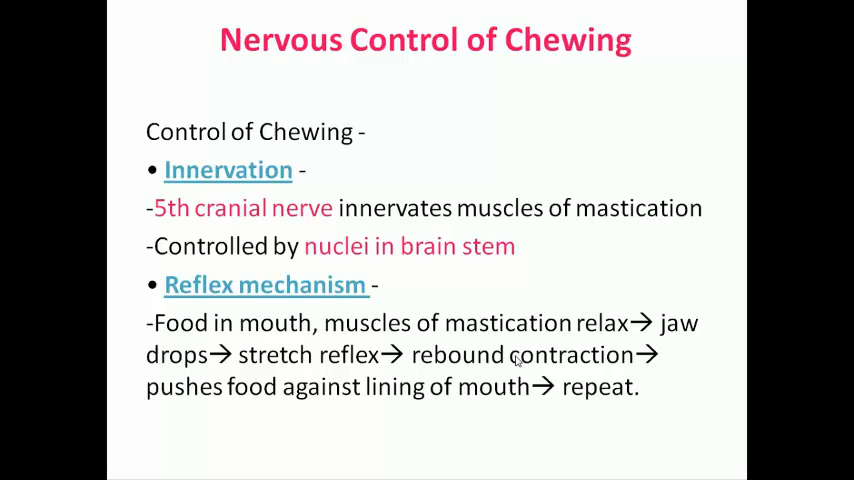 Nervous Control of Chewing
Control of Chewing -
• Innervation -
-5th cranial nerve innervates muscles of mastication
-Controlled by nuclei in brain stem
• Reflex mechanism -
-Food in mouth, muscles of mastication relax→ jaw
drops→ stretch reflex→ rebound contraction→
pushes food against lining of mouth→ repeat.